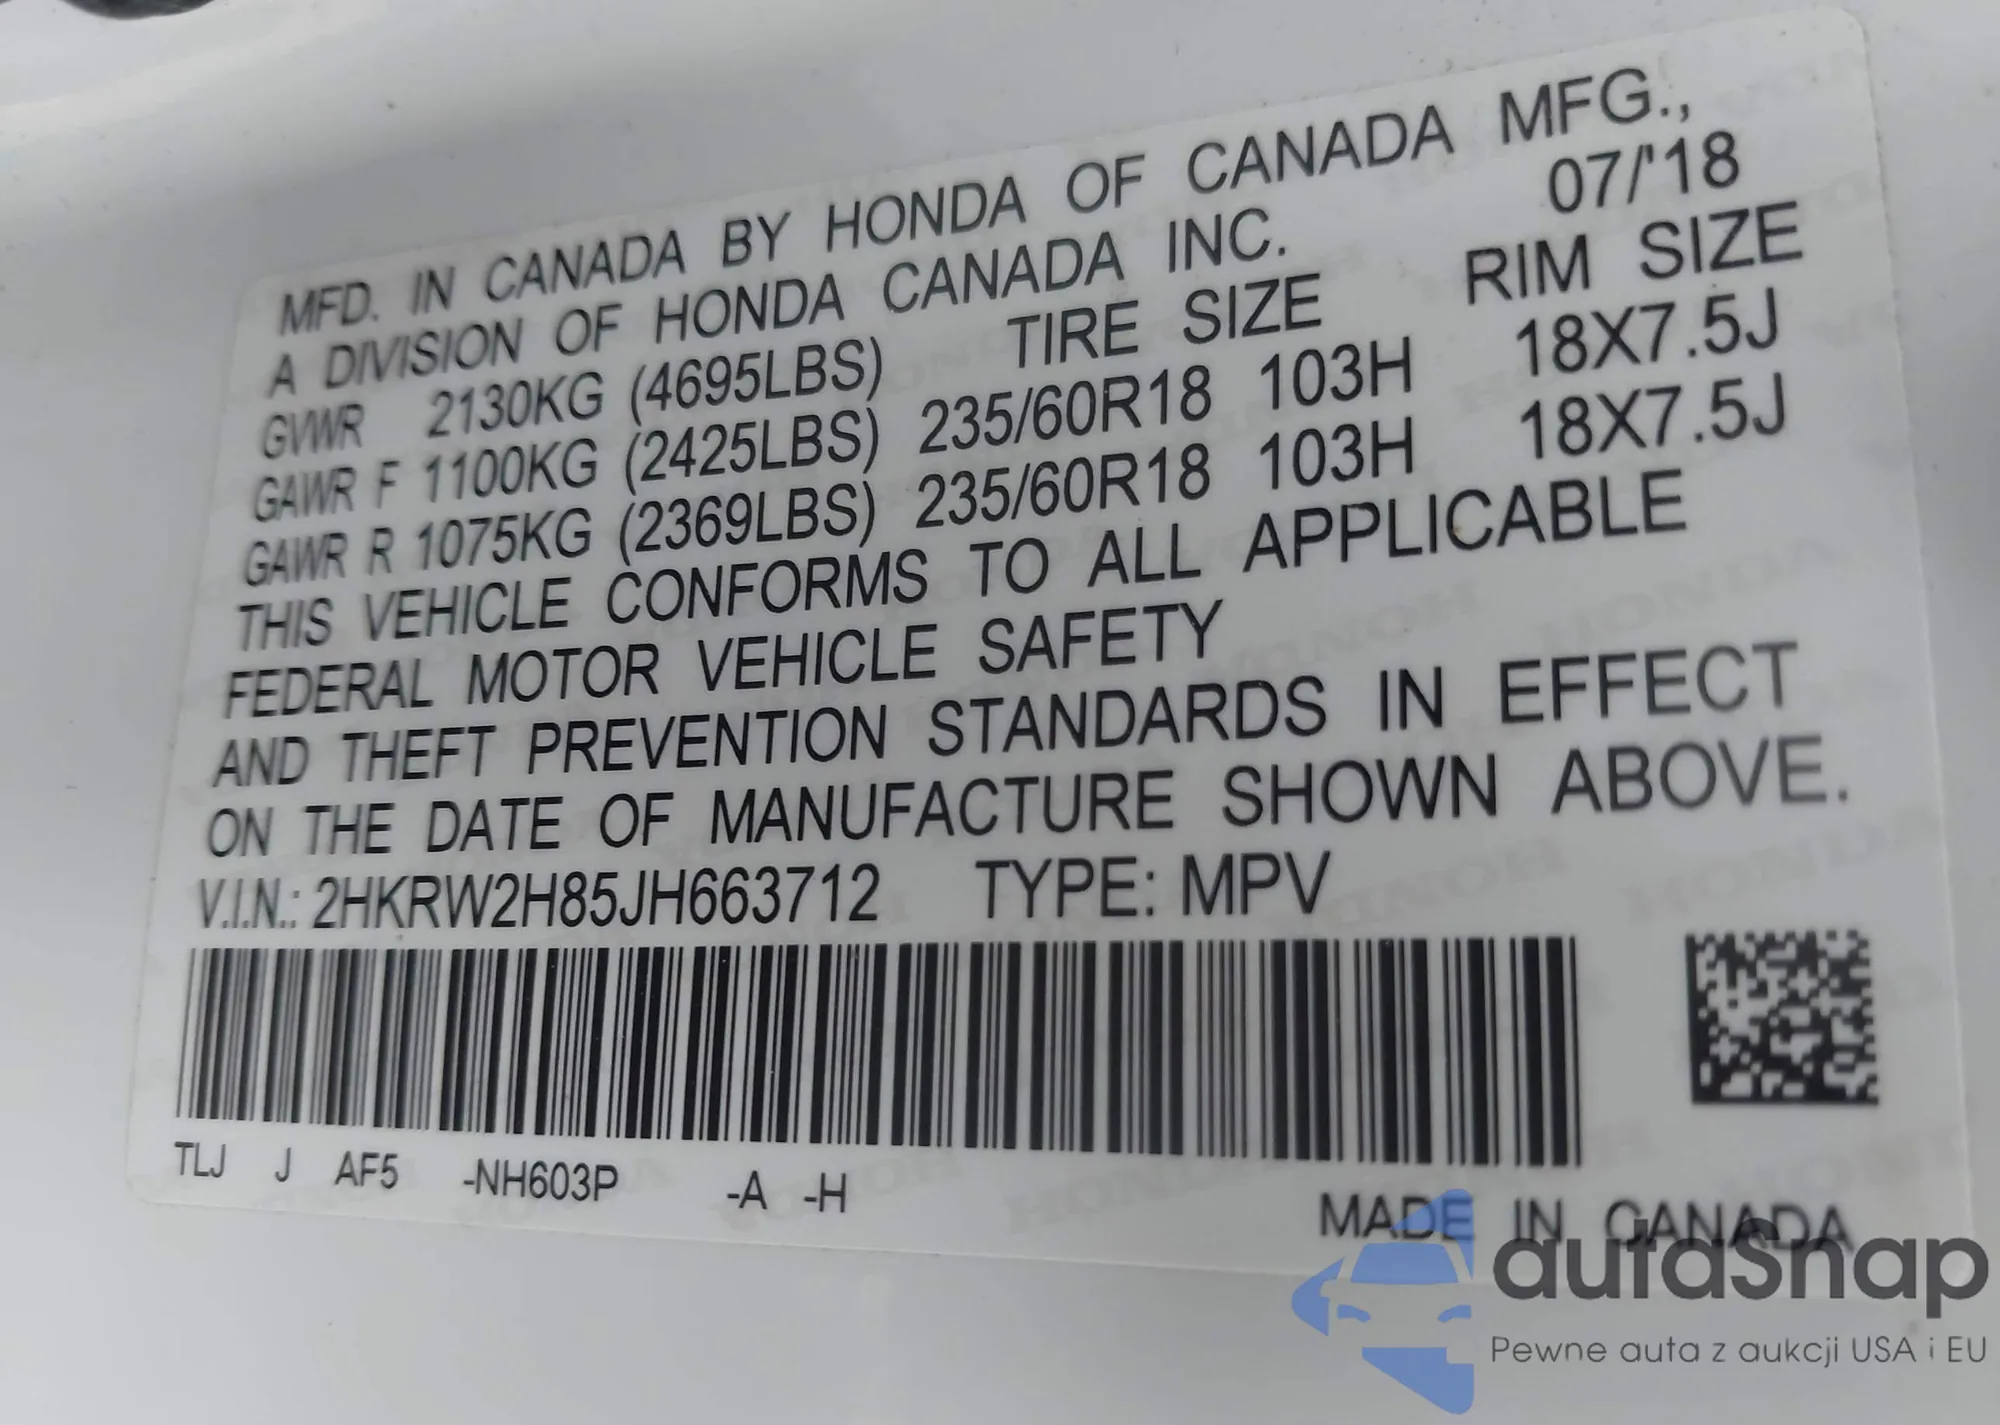 MFD. IN CANADA BY HONDA OF CANADA MFG.,
A DIVISION OF HONDA CANADA INC. 07/'18
GVWR 2130KG (4695LBS) TIRE SIZE RIM SIZE
GAWR F 1100KG (2425LBS) 235/60R18 103H 18X7.5J
GAWR R 1075KG (2369LBS) 235/60R18 103H 18X7.5J
THIS VEHICLE CONFORMS TO ALL APPLICABLE
FEDERAL MOTOR VEHICLE SAFETY
AND THEFT PREVENTION STANDARDS IN EFFECT
ON THE DATE OF MANUFACTURE SHOWN ABOVE.
V.I.N.: 2HKRW2H85JH663712 TYPE: MPV
TLJ J AF5 -NH603P -A -H
MADE IN CANADA
autaSnap
Pewne auta z aukcji USA i EU